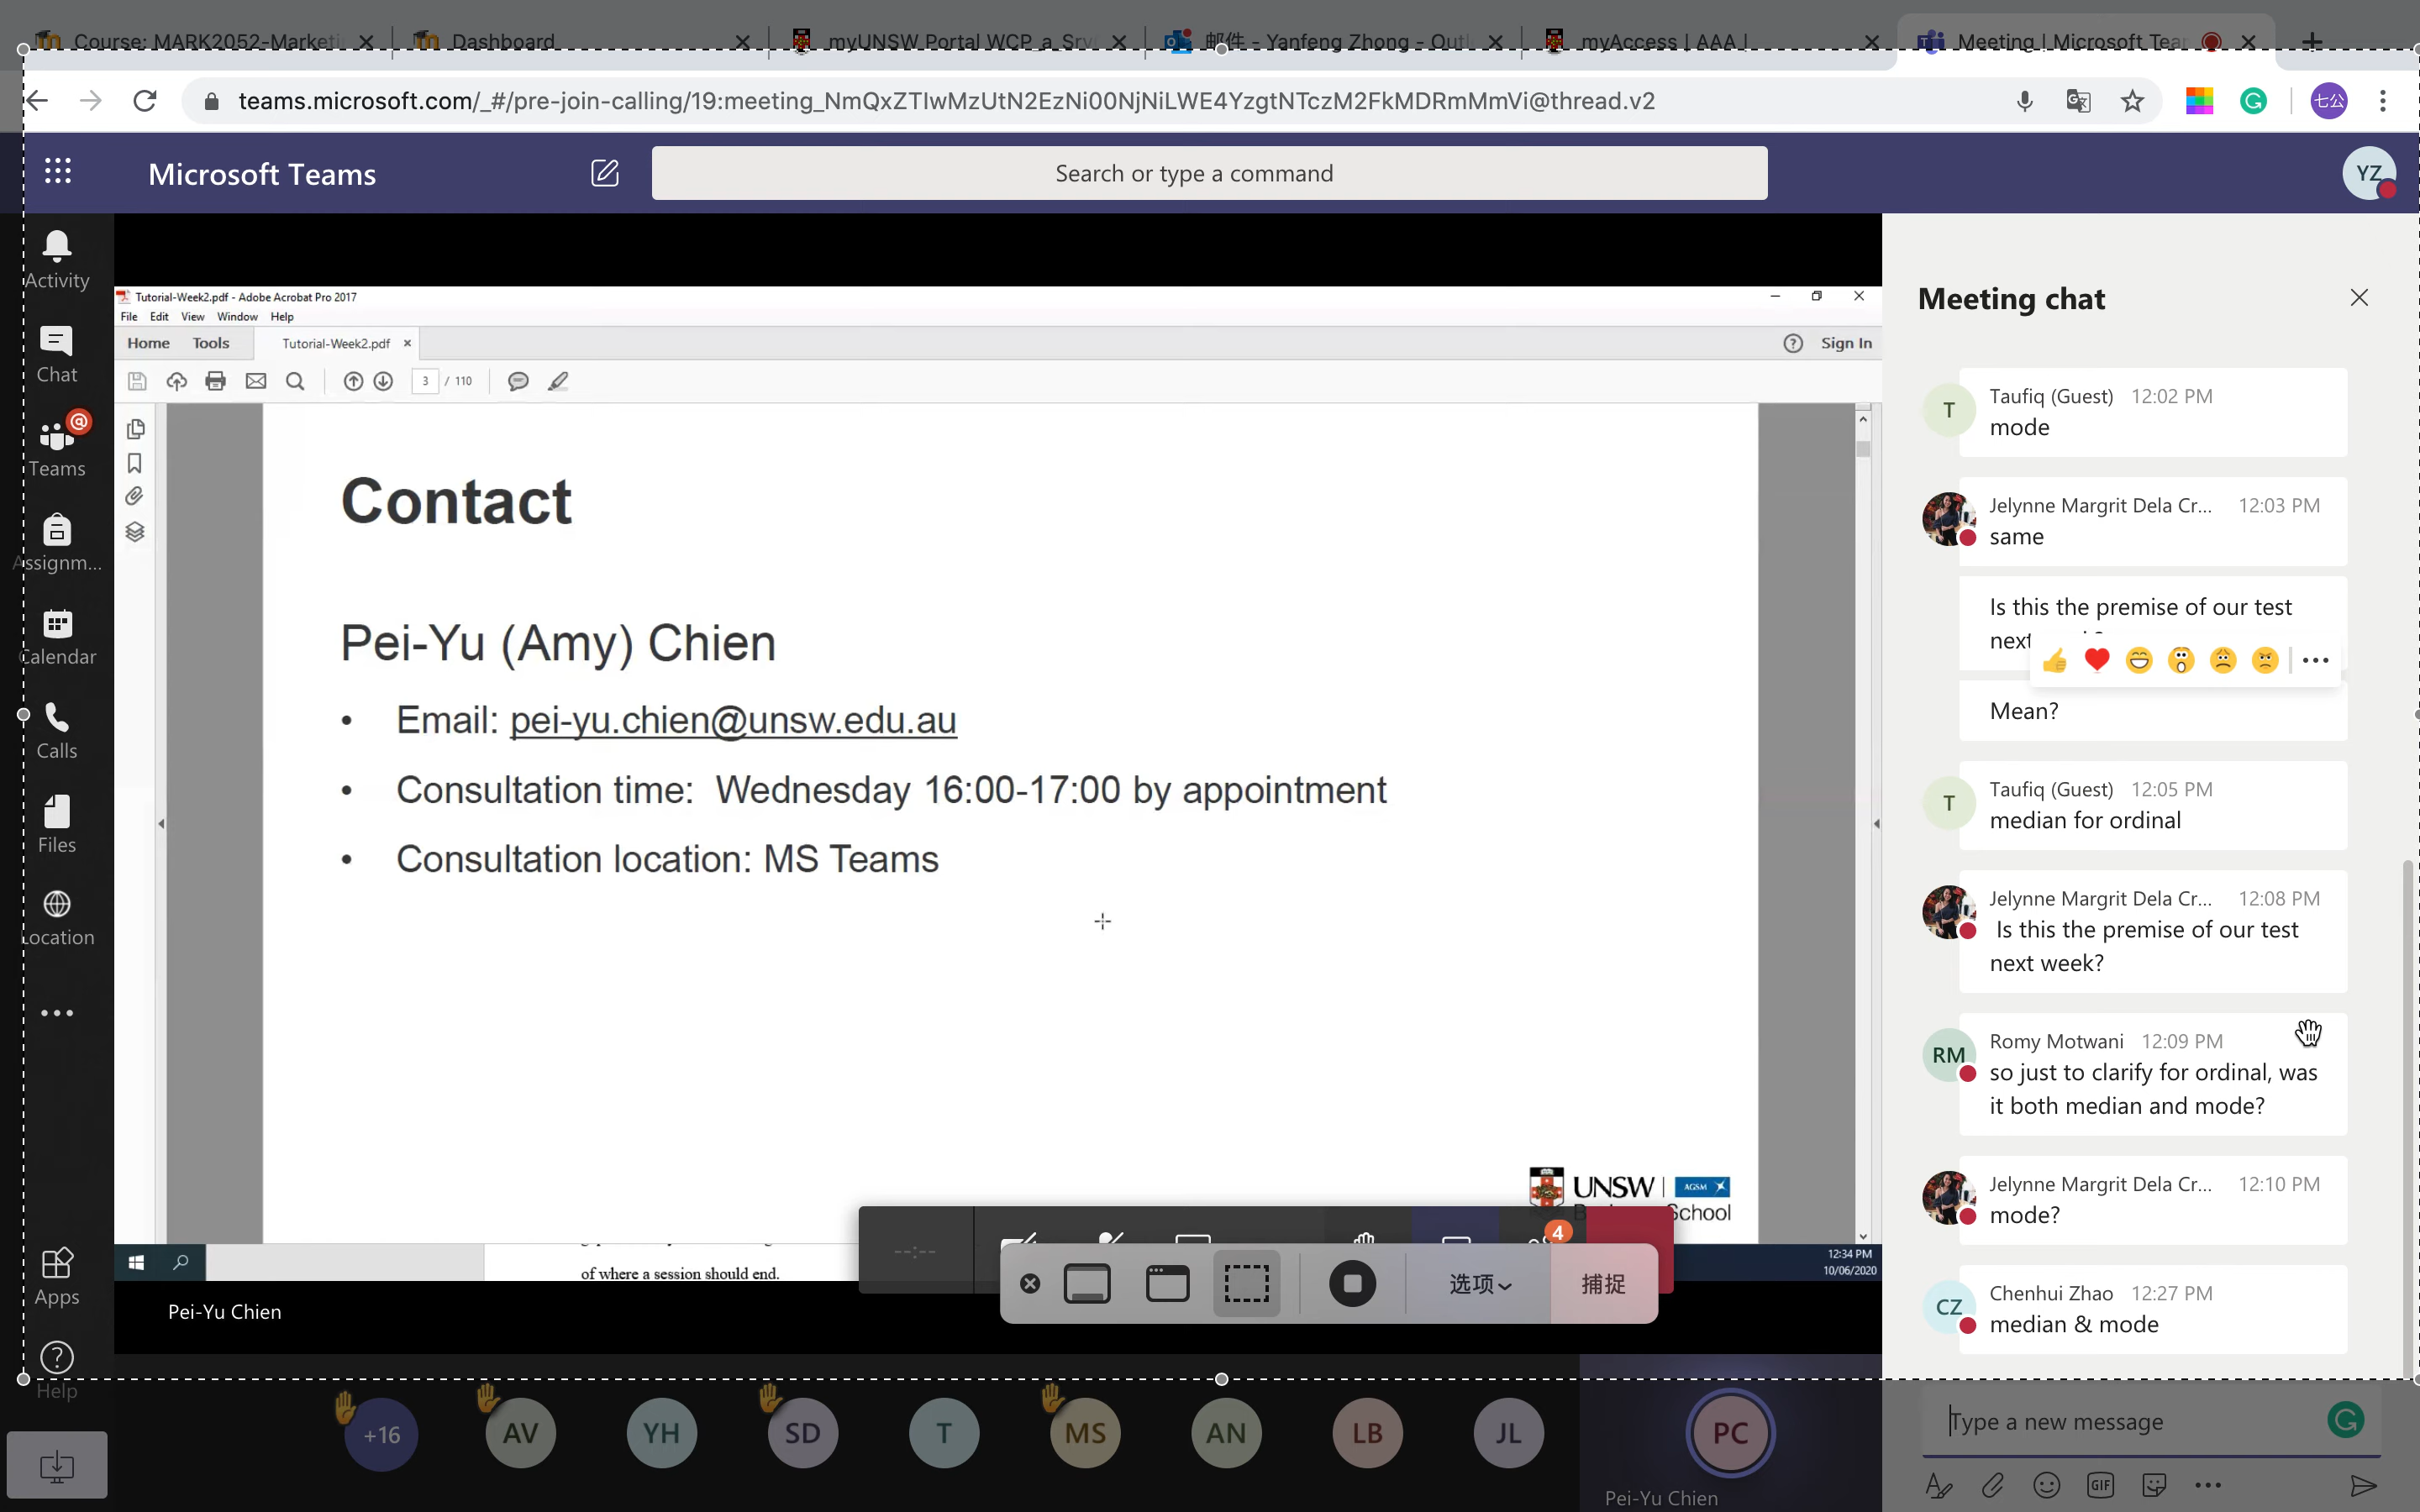 Course: MARK2052-Marketi
Dashboard
myUNSW Portal WCP_a_Srv
邮件 - Yanfeng Zhong - Outl
myAccess | AAA |
Meeting | Microsoft Tea
teams.microsoft.com/_#/pre-join-calling/19:meeting_NmQxZTIwMzUtN2EzNi00NjNiLWE4YzgtNTczM2FkMDRmMmVi@thread.v2
七公
Microsoft Teams
Search or type a command
YZ
Activity
Chat
@
Teams
Assignm...
Calendar
Calls
Files
Location
Apps
Help
Tutorial-Week2.pdf - Adobe Acrobat Pro 2017
File Edit View Window Help
Home Tools Tutorial-Week2.pdf
Sign In
3 / 110
Contact
Pei-Yu (Amy) Chien
• Email: pei-yu.chien@unsw.edu.au
• Consultation time: Wednesday 16:00-17:00 by appointment
• Consultation location: MS Teams
UNSW AGSM
School
of where a session should end.
--:--
4
12:34 PM
10/06/2020
选项
捕捉
Pei-Yu Chien
+16
AV
YH
SD
T
MS
AN
LB
JL
PC
Pei-Yu Chien
Meeting chat
T
Taufiq (Guest) 12:02 PM
mode
Jelynne Margrit Dela Cr... 12:03 PM
same
Is this the premise of our test
next
Mean?
T
Taufiq (Guest) 12:05 PM
median for ordinal
Jelynne Margrit Dela Cr... 12:08 PM
Is this the premise of our test
next week?
RM
Romy Motwani 12:09 PM
so just to clarify for ordinal, was
it both median and mode?
Jelynne Margrit Dela Cr... 12:10 PM
mode?
CZ
Chenhui Zhao 12:27 PM
median & mode
Type a new message
GIF